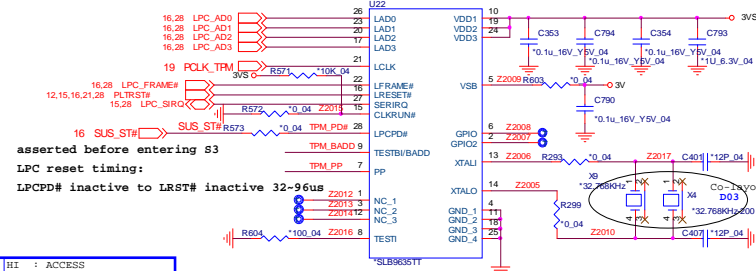 U22
16,28 LPC_AD0 26 LAD0
16,28 LPC_AD1 23 LAD1
16,28 LPC_AD2 20 LAD2
16,28 LPC_AD3 17 LAD3
19 PCLK_TPM 21 LCLK
3VS R571 *10K_04
16,28 LPC_FRAME# 22 LFRAME#
12,15,16,21,28 PLTRST# 16 LRESET#
15,28 LPC_SIRQ 27 SERIRQ
R572 *0_04 Z2015 15 CLKRUN#
16 SUS_ST# SUS_ST# R573 *0_04 TPM_PD# 28 LPCPD#
asserted before entering S3
TPM_BADD 9 TESTBI/BADD
LPC reset timing:
TPM_PP 7 PP
LPCPD# inactive to LRST# inactive 32~96us
Z2012 1 NC_1
Z2013 3 NC_2
Z2014 12 NC_3
R604 *100_04 Z2016 8 TESTI
*SLB9635TT
VDD1 10
VDD2 19
VDD3 24
3VS
C353
*0.1u_16V_Y5V_04
C794
*0.1u_16V_Y5V_04
C354
*0.1u_16V_Y5V_04
C793
*1U_6.3V_04
VSB 5 Z2009 R603 *0_04 3V
C790
*0.1u_16V_Y5V_04
GPIO 6 Z2008
GPIO2 2 Z2007
XTALI 13 Z2006 R293 *0_04 Z2017 C401 *12P_04
X9
*32.768KHz
X4
*32.768KHz
Co-layo
D03
XTALO 14 Z2005
R299
*0_04
GND_1 4
GND_2 11
GND_3 18
GND_4 25
Z2010 C407 *12P_04
HI : ACCESS